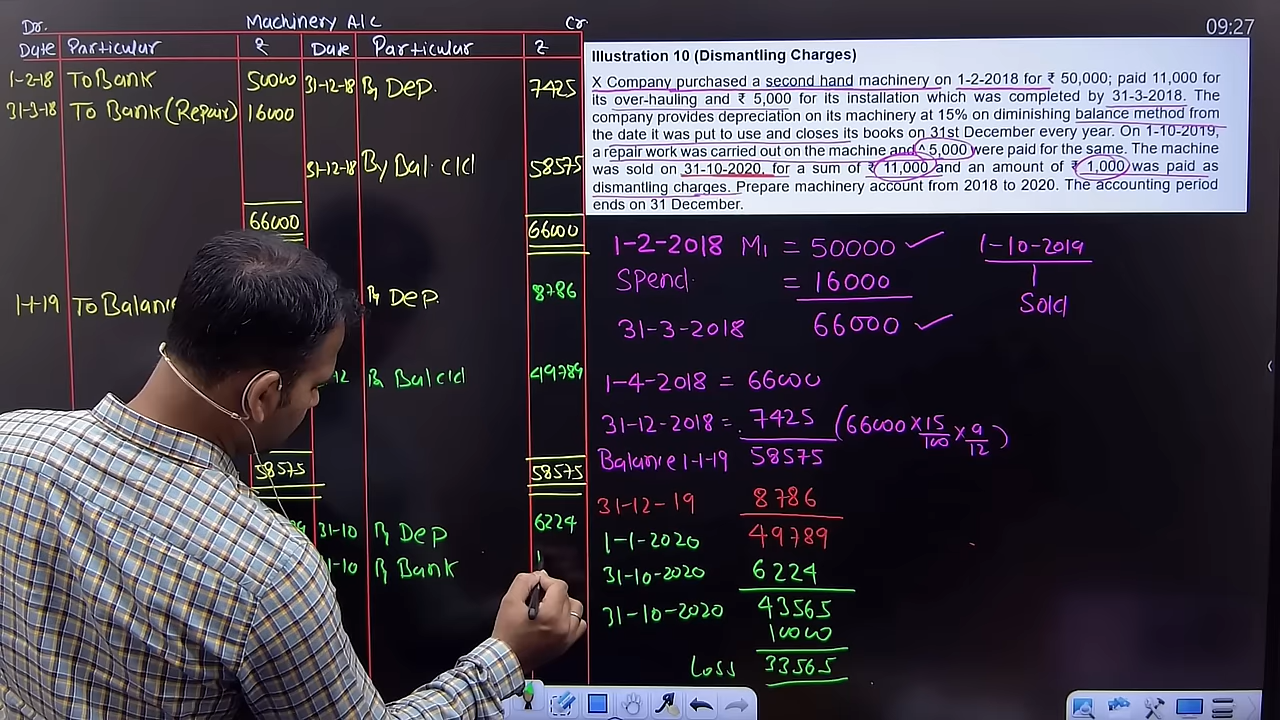 09:27
Dr. Machinery A/c Cr.
Date Particular ₹ Date Particular ₹
1-2-18 To Bank 50000 31-12-18 By Dep. 7425
31-3-18 To Bank (Repair) 16000
31-12-18 By Bal. c/d 58575
66000 66000
1-1-19 To Balan By Dep. 8786
12 By Bal c/d 49789
58575 58575
31-10 By Dep 6224
1-10 By Bank 1
Illustration 10 (Dismantling Charges)
X Company purchased a second hand machinery on 1-2-2018 for ₹ 50,000; paid 11,000 for
its over-hauling and ₹ 5,000 for its installation which was completed by 31-3-2018. The
company provides depreciation on its machinery at 15% on diminishing balance method from
the date it was put to use and closes its books on 31st December every year. On 1-10-2019,
a repair work was carried out on the machine and ^ 5,000 were paid for the same. The machine
was sold on 31-10-2020, for a sum of ₹ 11,000 and an amount of ₹ 1,000 was paid as
dismantling charges. Prepare machinery account from 2018 to 2020. The accounting period
ends on 31 December.
1-2-2018 M1 = 50000 ✓
Spend = 16000
31-3-2018 66000 ✓
1-10-2019
Sold
1-4-2018 = 66000
31-12-2018 = 7425 (66000 × 15/100 × 9/12)
Balance 1-1-19 58575
31-12-19 8786
1-1-2020 49789
31-10-2020 6224
31-10-2020 43565
10000
Loss 33565